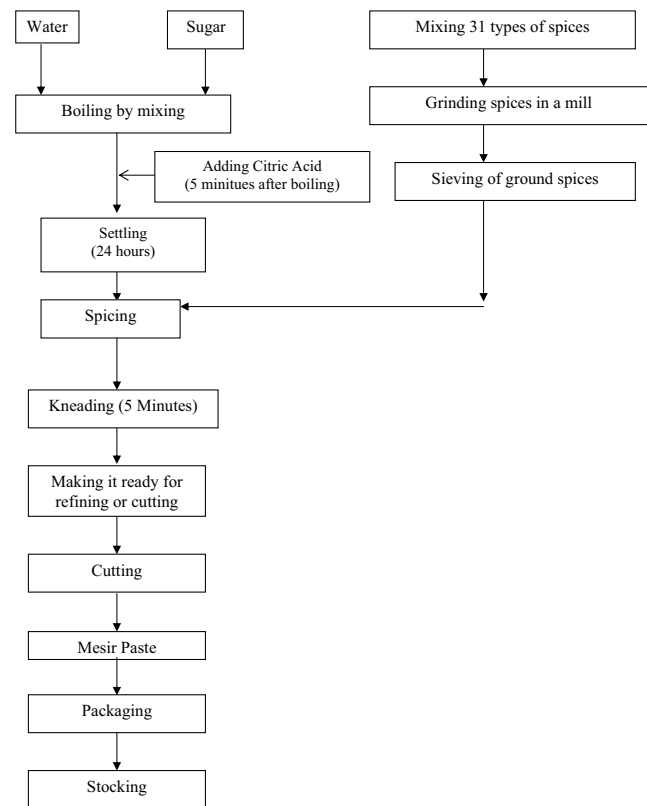 Water
Sugar
Mixing 31 types of spices
Boiling by mixing
Grinding spices in a mill
Adding Citric Acid
(5 minitues after boiling)
Sieving of ground spices
Settling
(24 hours)
Spicing
Kneading (5 Minutes)
Making it ready for
refining or cutting
Cutting
Mesir Paste
Packaging
Stocking